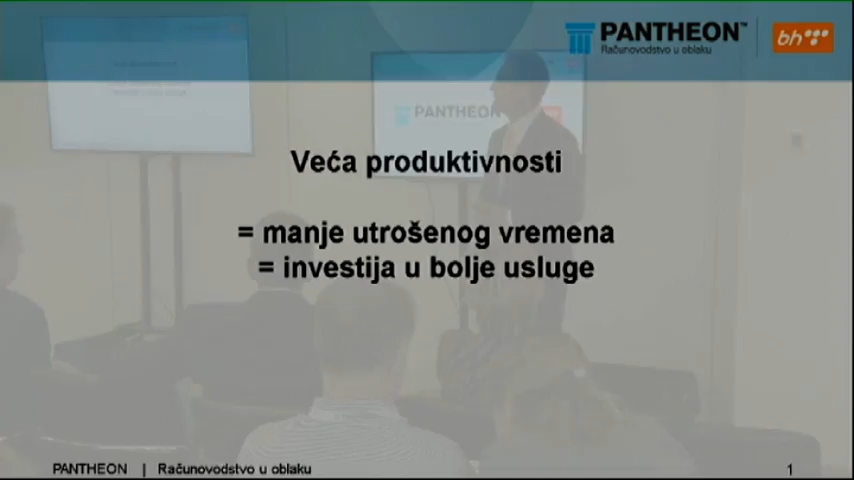 PANTHEON™
Računovodstvo u oblaku
bh
PANTHEON
Veća produktivnosti
= manje utrošenog vremena
= investija u bolje usluge
PANTHEON | Računovodstvo u oblaku
1